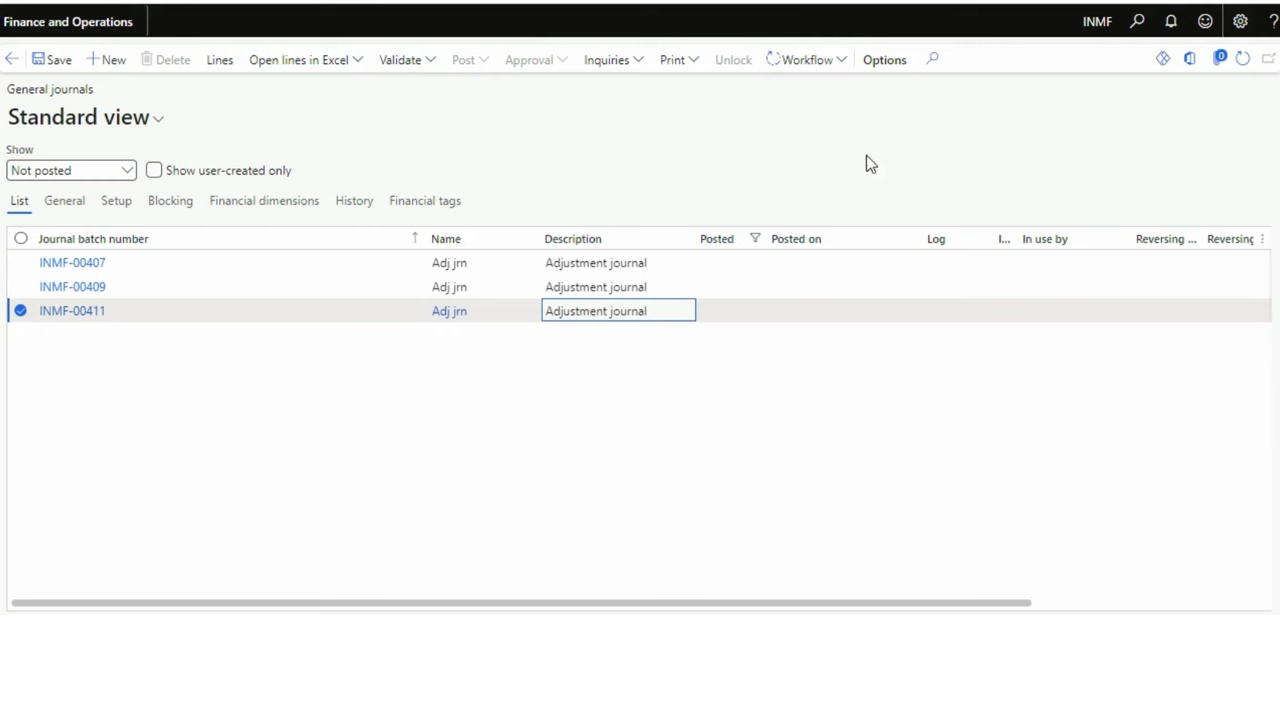 Finance and Operations INMF ?
Save New Delete Lines Open lines in Excel Validate Post Approval Inquiries Print Unlock Workflow Options 0
General journals
Standard view
Show
Not posted Show user-created only
List General Setup Blocking Financial dimensions History Financial tags
Journal batch number Name Description Posted Posted on Log I... In use by Reversing ... Reversing
INMF-00407 Adj jrn Adjustment journal
INMF-00409 Adj jrn Adjustment journal
INMF-00411 Adj jrn Adjustment journal